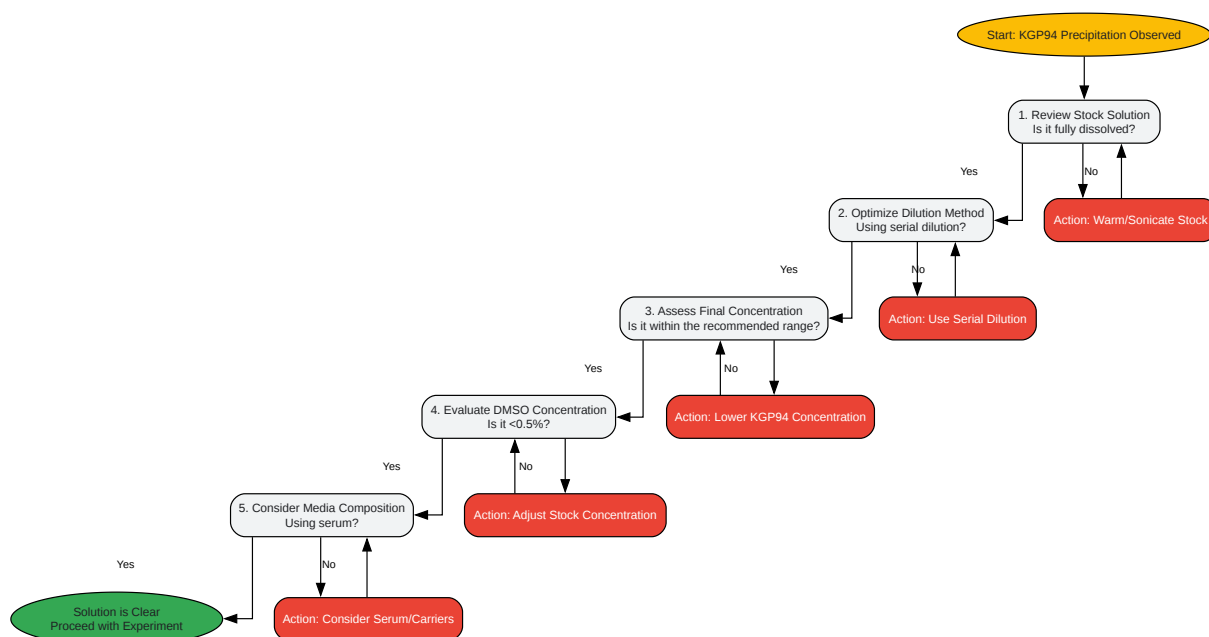 Start: KGP94 Precipitation Observed
1. Review Stock Solution
Is it fully dissolved?
Yes
No
2. Optimize Dilution Method
Using serial dilution?
Action: Warm/Sonicate Stock
Yes
No
3. Assess Final Concentration
Is it within the recommended range?
Action: Use Serial Dilution
Yes
No
4. Evaluate DMSO Concentration
Is it <0.5%?
Action: Lower KGP94 Concentration
Yes
No
5. Consider Media Composition
Using serum?
Action: Adjust Stock Concentration
Yes
No
Solution is Clear
Proceed with Experiment
Action: Consider Serum/Carriers